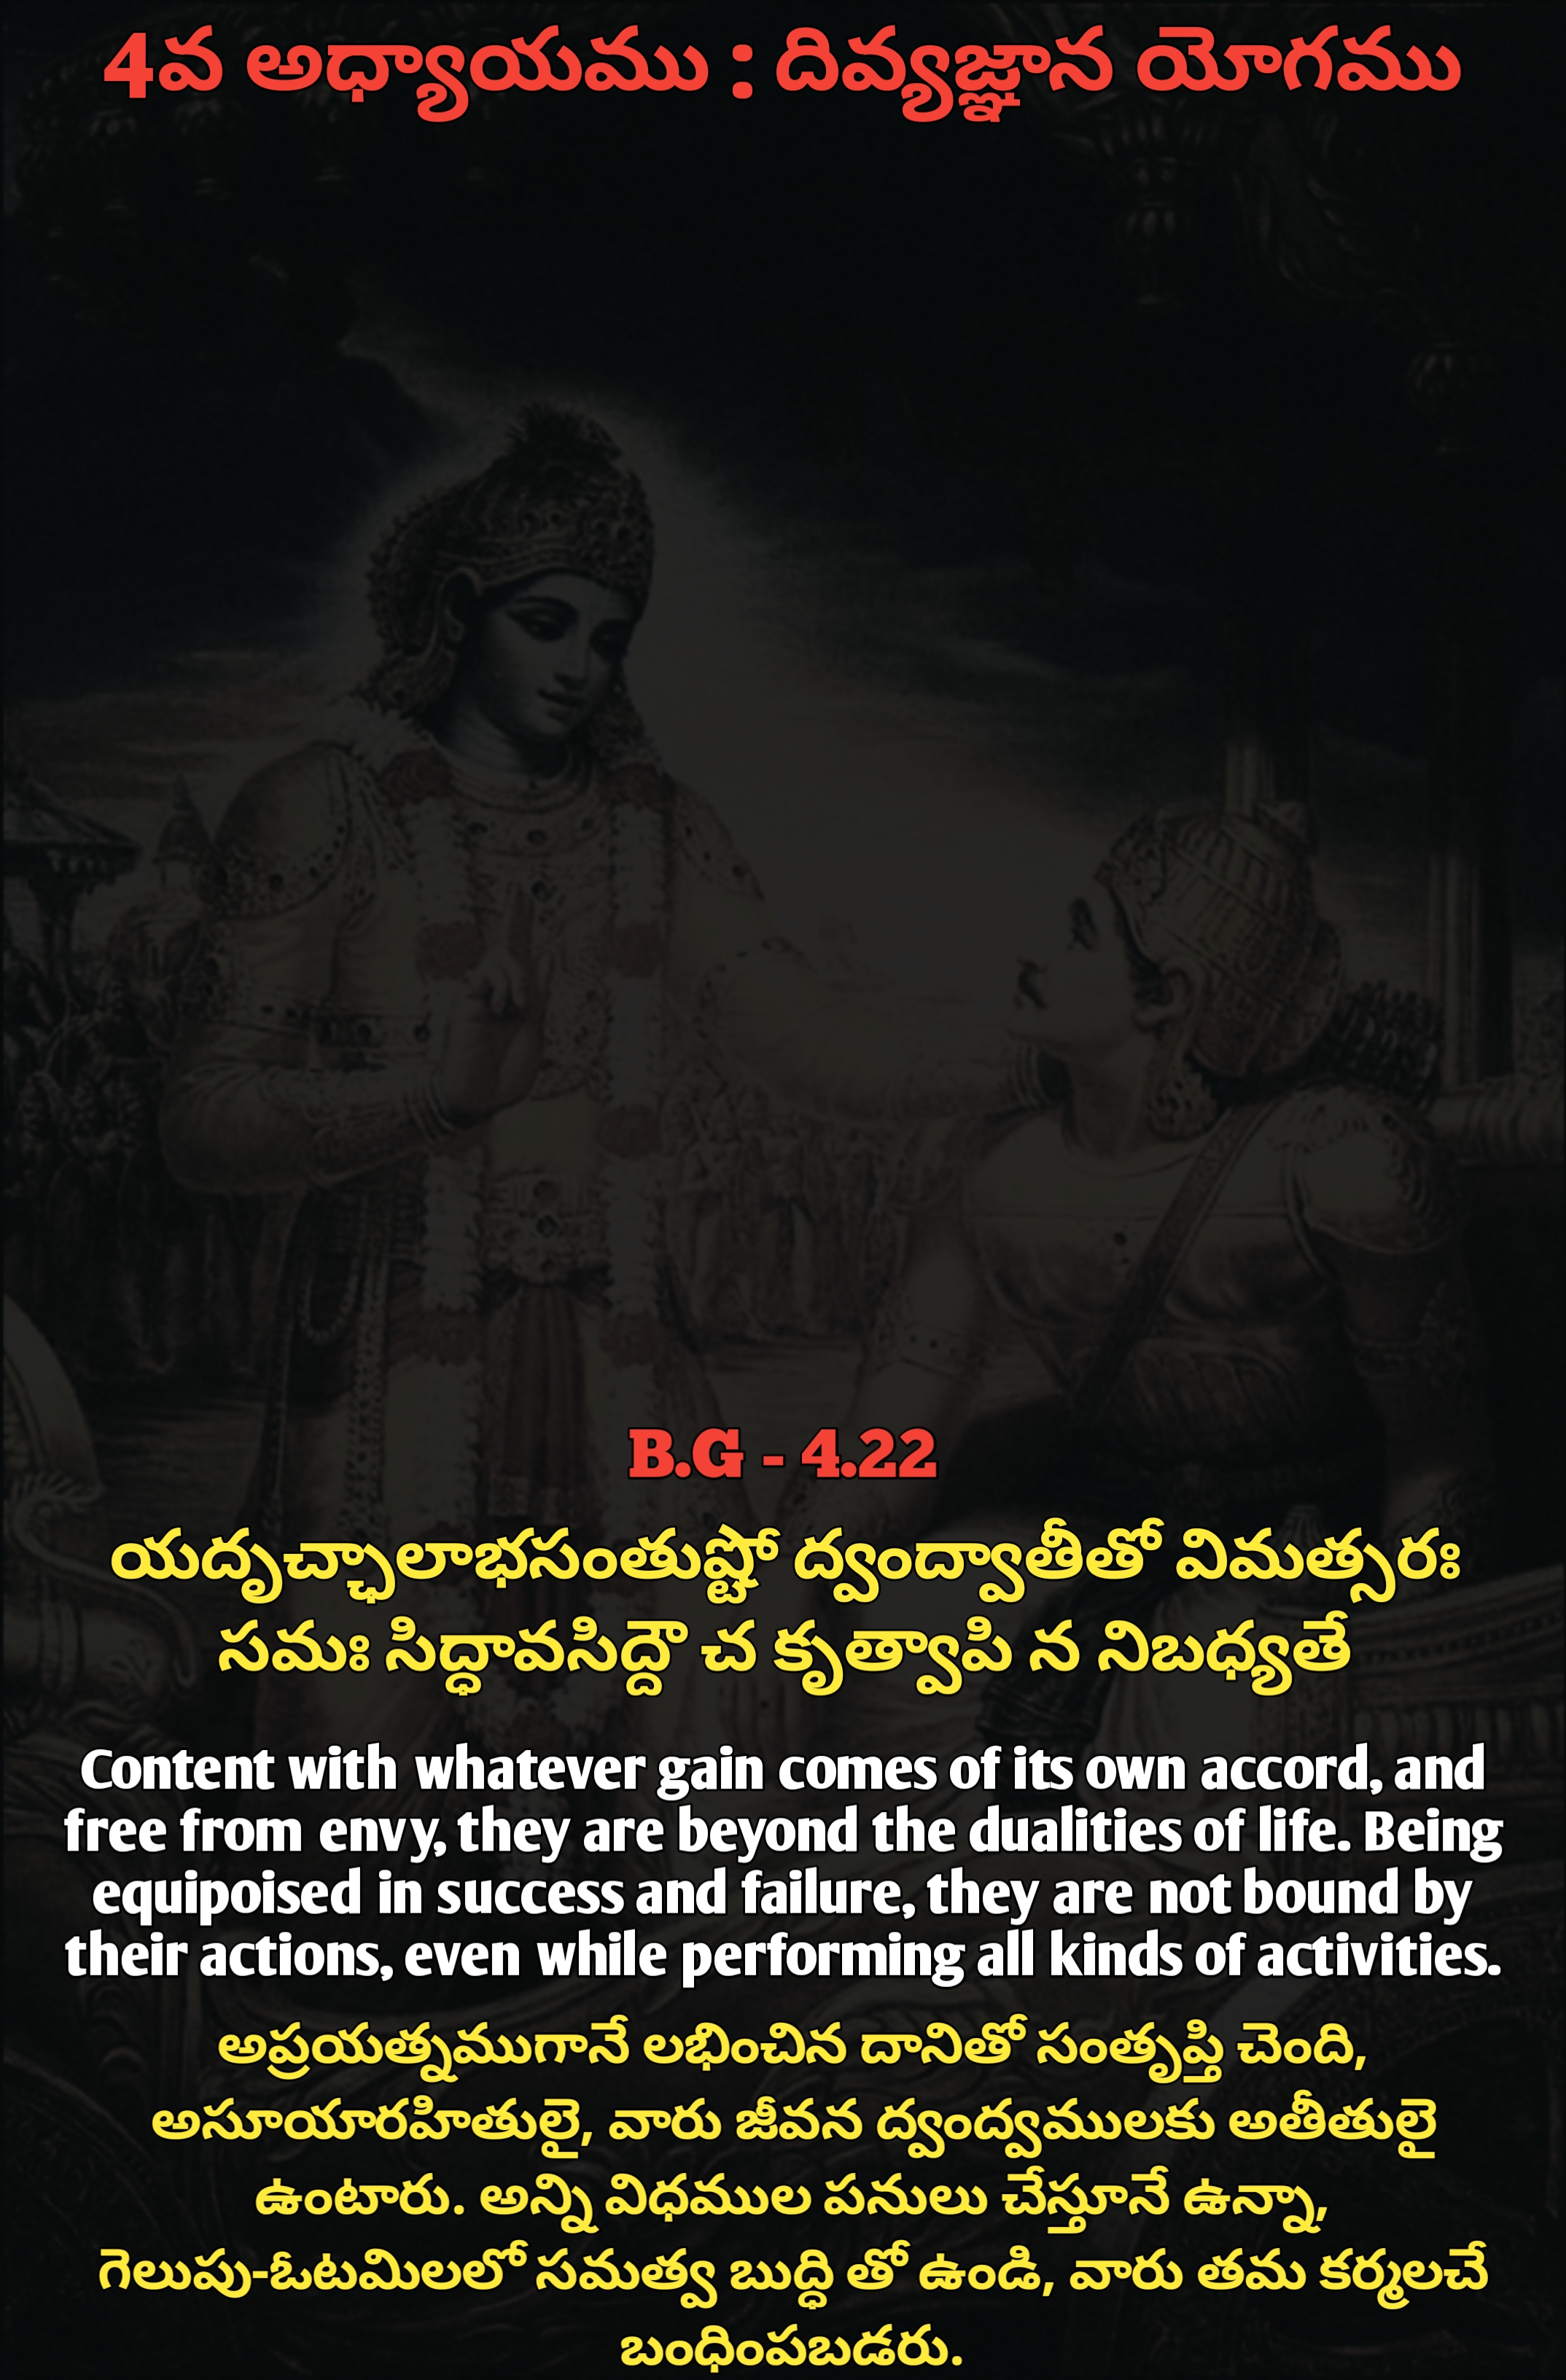 4వ అధ్యాయము : దివ్యజ్ఞాన యోగము
B.G - 4.22
యదృచ్ఛాలాభసంతుష్టో ద్వంద్వాతీతో విమత్సరః
సమః సిద్ధావసిద్ధౌ చ కృత్వాపి న నిబధ్యతే
Content with whatever gain comes of its own accord, and
free from envy, they are beyond the dualities of life. Being
equipoised in success and failure, they are not bound by
their actions, even while performing all kinds of activities.
అప్రయత్నముగానే లభించిన దానితో సంతృప్తి చెంది,
అసూయారహితులై, వారు జీవన ద్వంద్వములకు అతీతులై
ఉంటారు. అన్ని విధముల పనులు చేస్తూనే ఉన్నా,
గెలుపు-ఓటమిలలో సమత్వ బుద్ధి తో ఉండి, వారు తమ కర్మలచే
బంధింపబడరు.